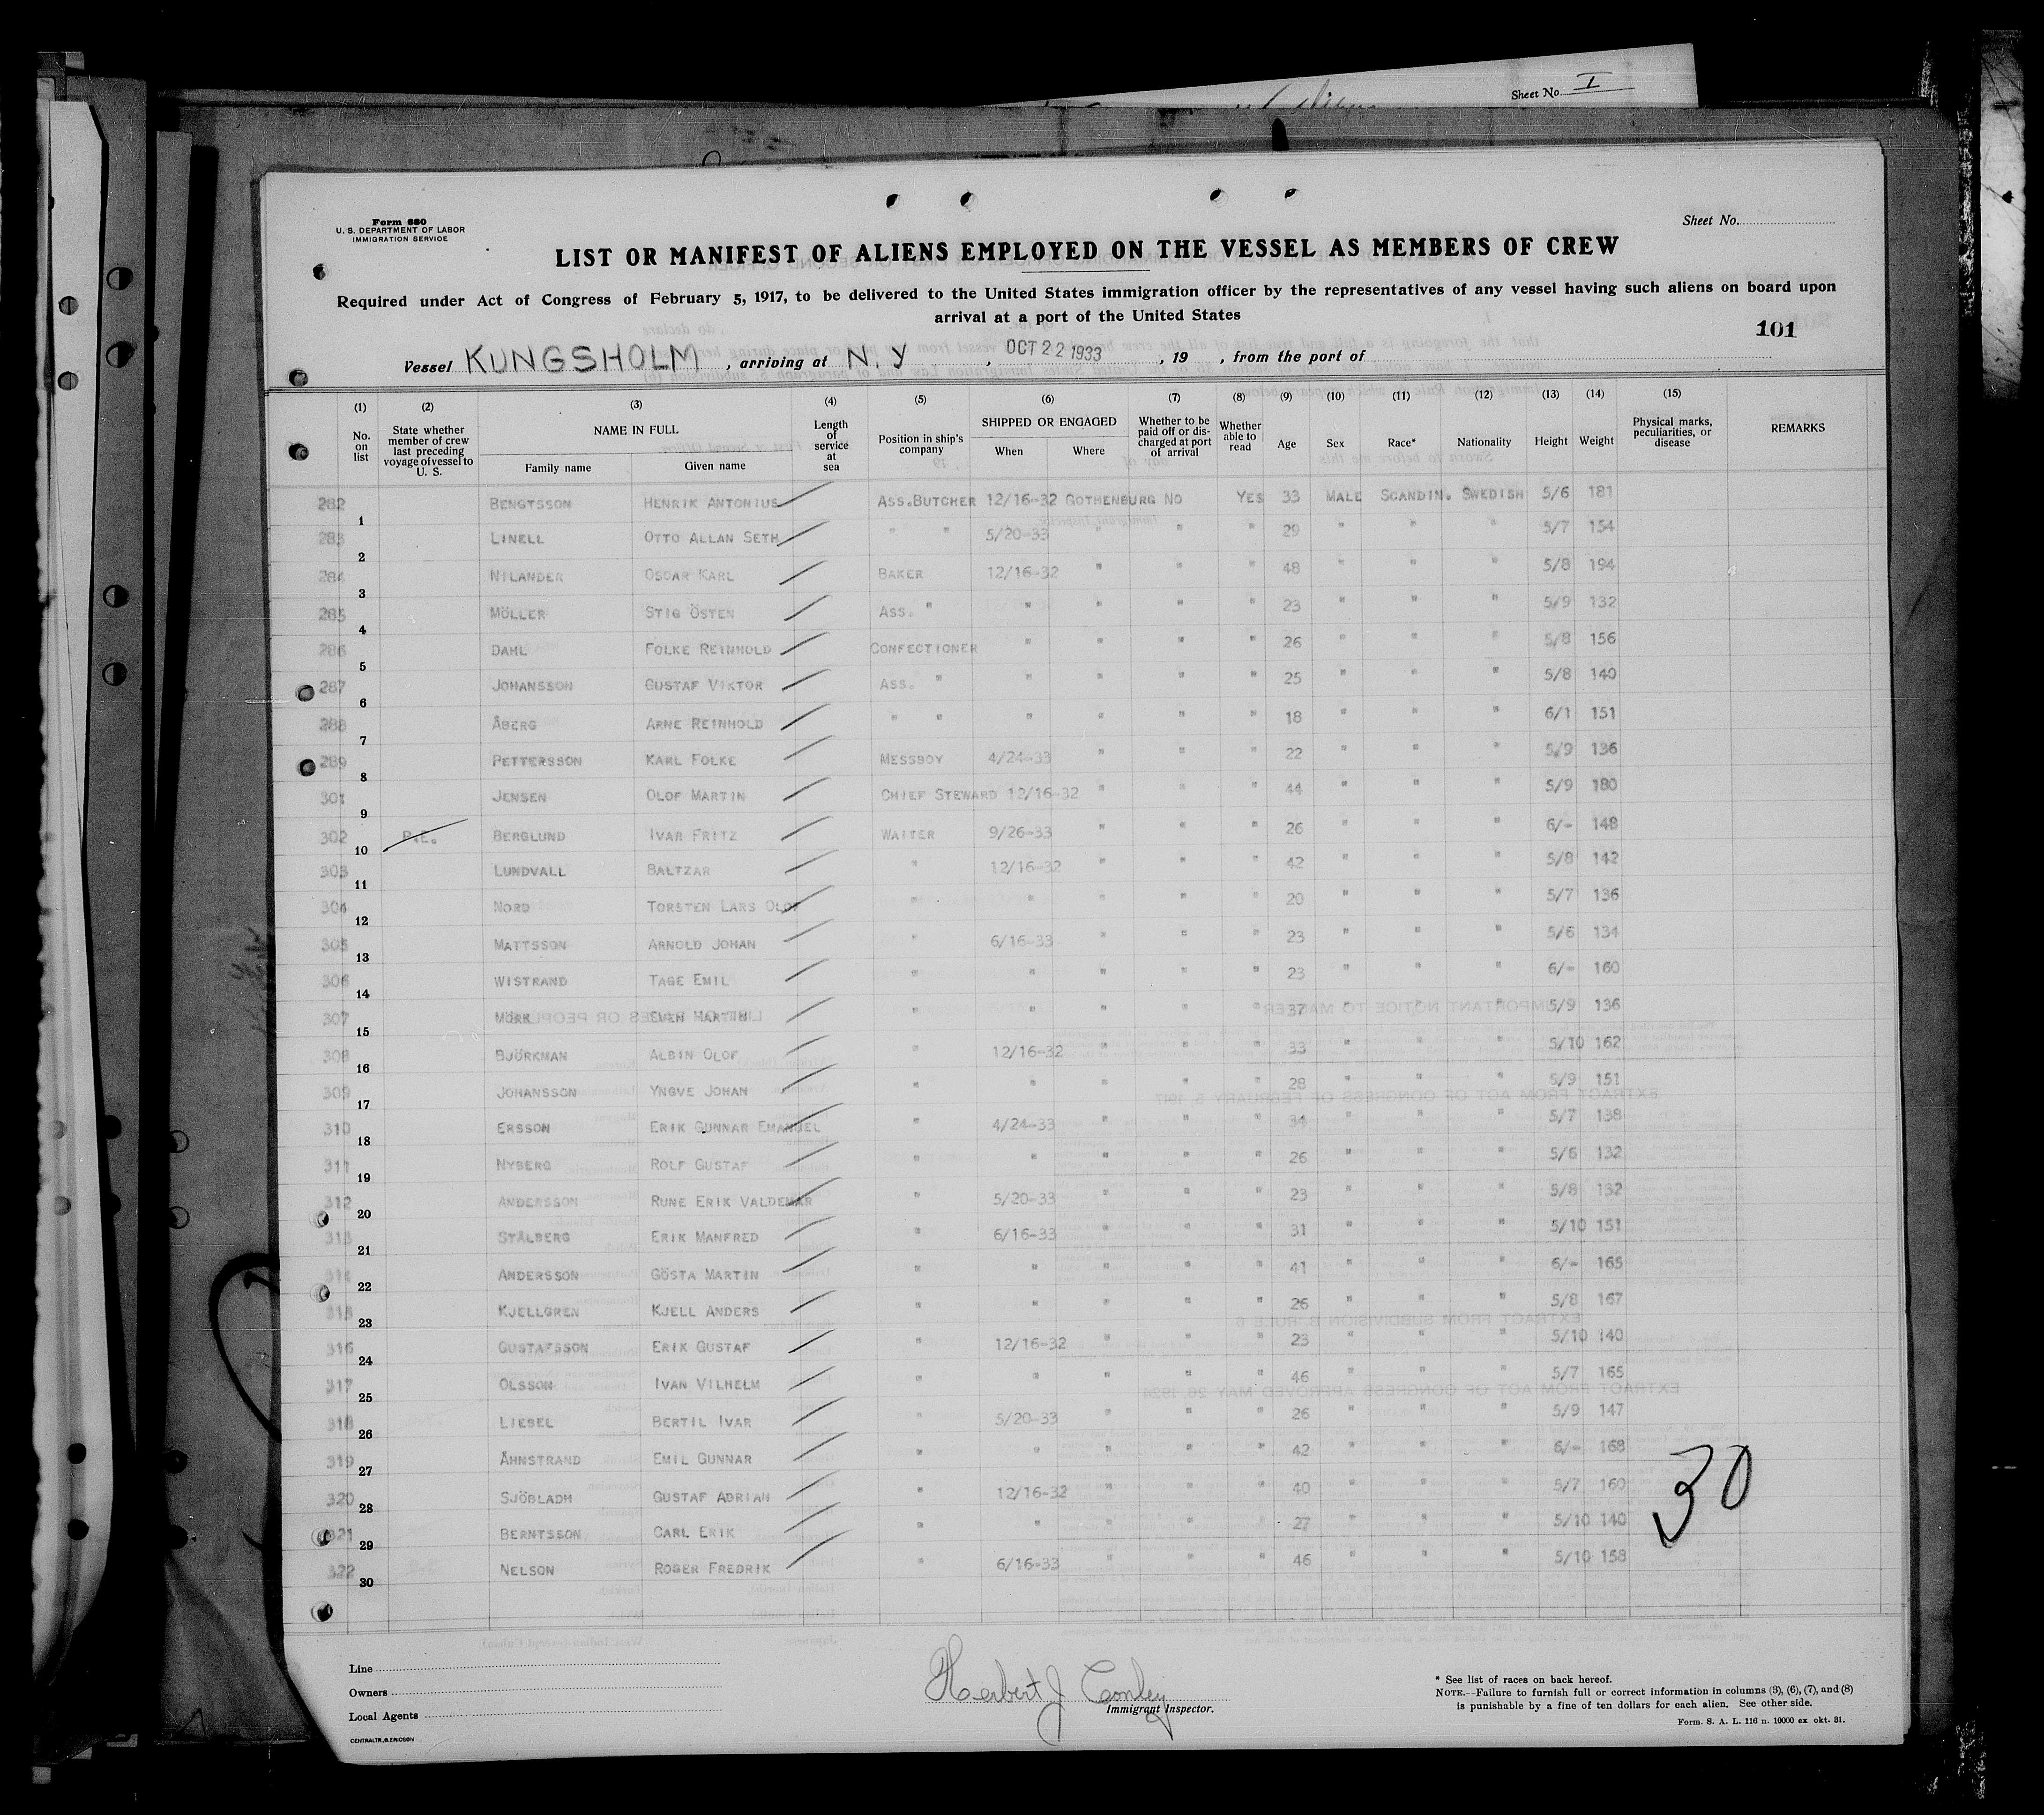 Sheet No. I
Form 680
U. S. DEPARTMENT OF LABOR
IMMIGRATION SERVICE
Sheet No.
LIST OR MANIFEST OF ALIENS EMPLOYED ON THE VESSEL AS MEMBERS OF CREW
Required under Act of Congress of February 5, 1917, to be delivered to the United States immigration officer by the representatives of any vessel having such aliens on board upon
arrival at a port of the United States
101
Vessel KUNGSHOLM, arriving at N.Y, OCT 22 1933, 19 , from the port of
(1) (2) (3) (4) (5) (6) (7) (8) (9) (10) (11) (12) (13) (14) (15)
No. on list | State whether member of crew last preceding voyage of vessel to U. S. | NAME IN FULL | Family name | Given name | Length of service at sea | Position in ship's company | SHIPPED OR ENGAGED | When | Where | Whether to be paid off or discharged at port of arrival | Whether able to read | Age | Sex | Race* | Nationality | Height | Weight | Physical marks, peculiarities, or disease | REMARKS
282 1 BENGTSSON HENRIK ANTONIUS ASS.BUTCHER 12/16-32 GOTHENBURG NO YES 33 MALE SCANDIN. SWEDISH 5/6 181
283 2 LINELL OTTO ALLAN SETH " " 5/20-33 " " " 29 " " " 5/7 154
284 3 NILANDER OSCAR KARL BAKER 12/16-32 " " " 48 " " " 5/8 194
285 4 MÖLLER STIG ÖSTEN ASS. " " " " " 23 " " " 5/9 132
286 5 DAHL FOLKE REINHOLD CONFECTIONER " " " " 26 " " " 5/8 156
287 6 JOHANSSON GUSTAF VIKTOR ASS. " " " " " 25 " " " 5/8 140
288 7 ÅBERG ARNE REINHOLD " " " " " " 18 " " " 6/1 151
289 8 PETTERSSON KARL FOLKE MESSBOY 4/24-33 " " " 22 " " " 5/9 136
301 9 JENSEN OLOF MARTIN CHIEF STEWARD 12/16-32 " " " 44 " " " 5/9 180
302 10 R.E. BERGLUND IVAR FRITZ WAITER 9/26-33 " " " 26 " " " 6/- 148
303 11 LUNDVALL BALTZAR " 12/16-32 " " " 42 " " " 5/8 142
304 12 NORD TORSTEN LARS OLOF " " " " " 20 " " " 5/7 136
305 13 MATTSSON ARNOLD JOHAN " 6/16-33 " " " 23 " " " 5/6 134
306 14 WISTRAND TAGE EMIL " " " " " 23 " " " 6/- 160
307 15 MÖRK EVEN MARTIN " " " " " 37 " " " 5/9 136
308 16 BJÖRKMAN ALBIN OLOF " 12/16-32 " " " 33 " " " 5/10 162
309 17 JOHANSSON YNGVE JOHAN " " " " " 28 " " " 5/9 151
310 18 ERSSON ERIK GUNNAR EMANUEL " 4/24-33 " " " 34 " " " 5/7 138
311 19 NYBERG ROLF GUSTAF " " " " " 26 " " " 5/6 132
312 20 ANDERSSON RUNE ERIK VALDEMAR " 5/20-33 " " " 23 " " " 5/8 132
313 21 STÅLBERG ERIK MANFRED " 6/16-33 " " " 31 " " " 5/10 151
314 22 ANDERSSON GÖSTA MARTIN " " " " " 41 " " " 6/- 165
315 23 KJELLGREN KJELL ANDERS " " " " " 26 " " " 5/8 167
316 24 GUSTAFSSON ERIK GUSTAF " 12/16-32 " " " 23 " " " 5/10 140
317 25 OLSSON IVAN VILHELM " " " " " 46 " " " 5/7 165
318 26 LIESEL BERTIL IVAR " 5/20-33 " " " 26 " " " 5/9 147
319 27 ÅHNSTRAND EMIL GUNNAR " " " " " 42 " " " 6/- 168
320 28 SJÖBLADH GUSTAF ADRIAN " 12/16-32 " " " 40 " " " 5/7 160
321 29 BERNTSSON CARL ERIK " " " " " 27 " " " 5/10 140
322 30 NELSON ROGER FREDRIK " 6/16-33 " " " 46 " " " 5/10 158
30
Line
Owners
Local Agents
CENTRALTR., G. ERICSON
Herbert J Conley
Immigrant Inspector.
* See list of races on back hereof.
NOTE.—Failure to furnish full or correct information in columns (3), (6), (7), and (8)
is punishable by a fine of ten dollars for each alien. See other side.
Form. S. A. L. 116 n. 10000 ex okt. 31.